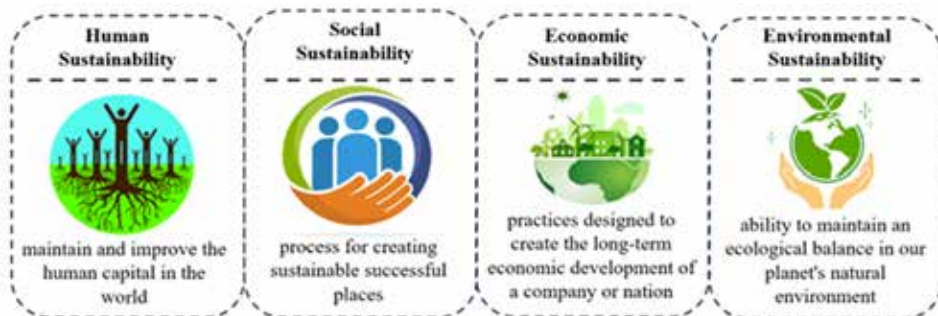 Human
Sustainability
maintain and improve the
human capital in the
world
Social
Sustainability
process for creating
sustainable successful
places
Economic
Sustainability
practices designed to
create the long-term
economic development of
a company or nation
Environmental
Sustainability
ability to maintain an
ecological balance in our
planet's natural
environment